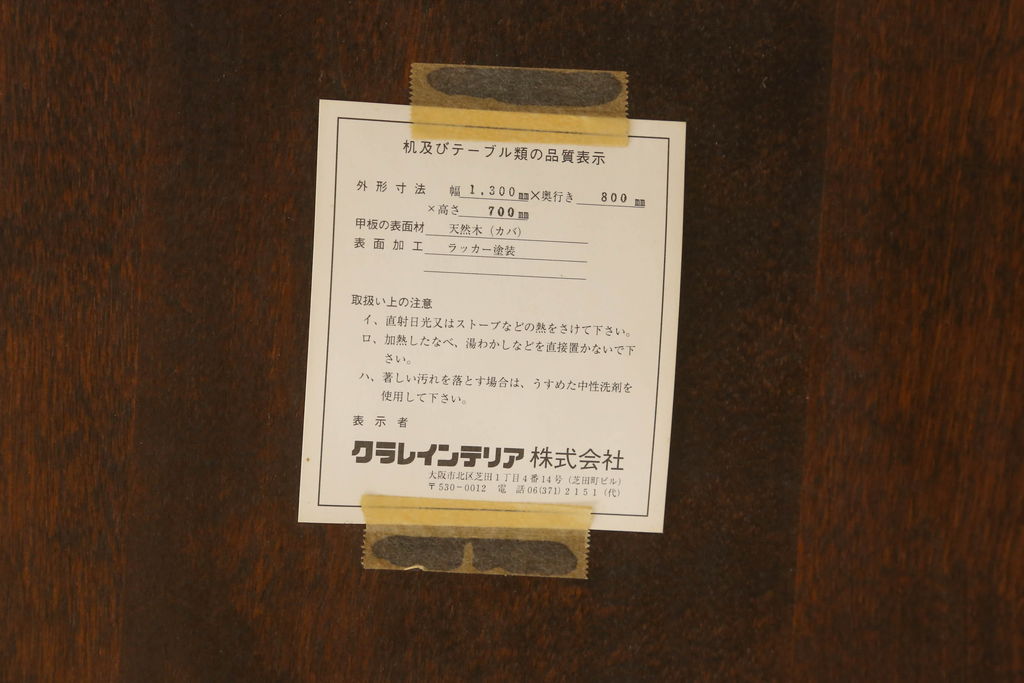 机及びテーブル類の品質表示
外形寸法 幅 1,300㎜×奥行き 800㎜
×高さ 700㎜
甲板の表面材 天然木(カバ)
表面加工 ラッカー塗装
取扱い上の注意
イ、直射日光又はストーブなどの熱をさけて下さい。
ロ、加熱したなべ、湯わかしなどを直接置かないで下
さい。
ハ、著しい汚れを落とす場合は、うすめた中性洗剤を
使用して下さい。
表示者
クラレインテリア株式会社
大阪市北区芝田1丁目4番14号(芝田町ビル)
〒530-0012 電話06(371)2151(代)